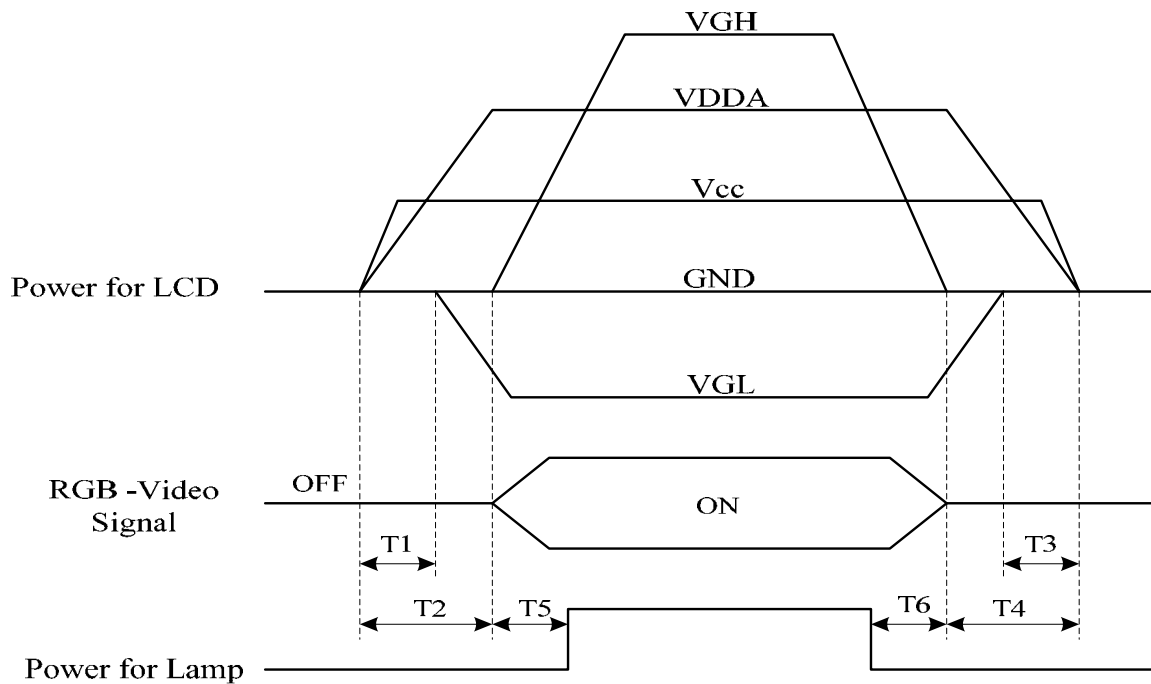 VGH
VDDA
Vcc
Power for LCD
GND
VGL
RGB -Video
Signal
OFF
ON
T1
T3
T2
T5
T6
T4
Power for Lamp